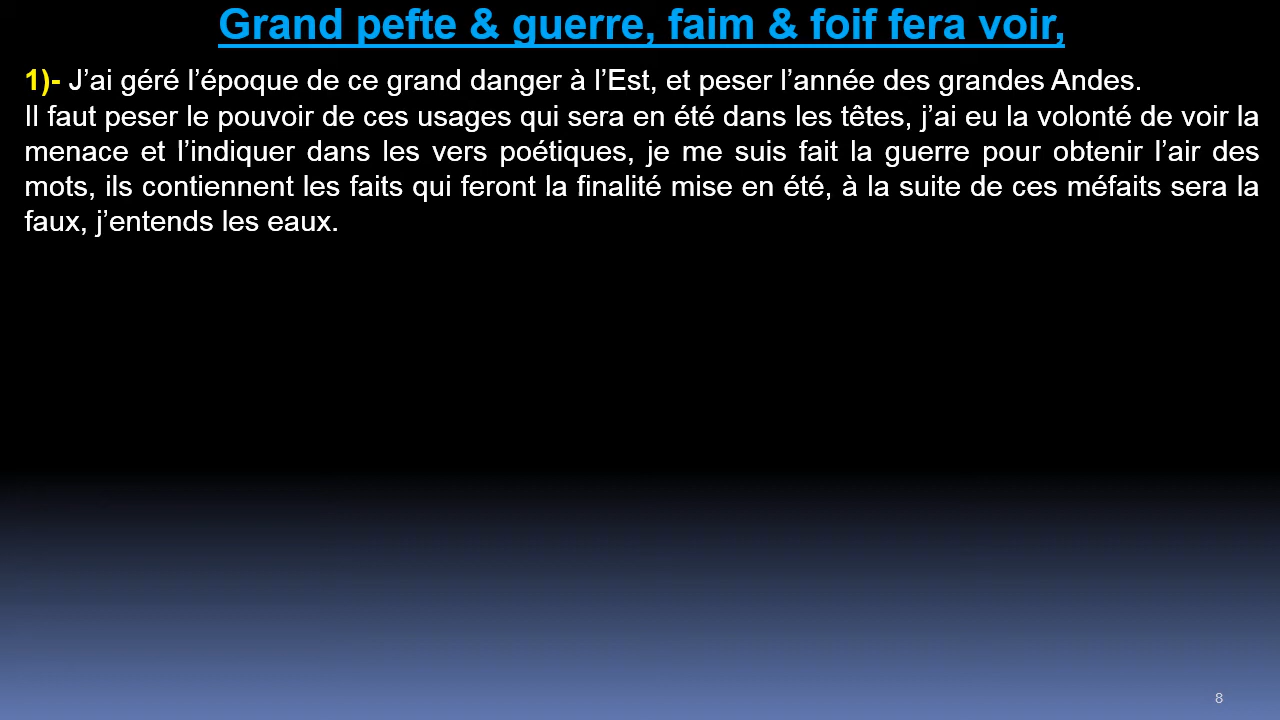 Grand pefte & guerre, faim & foif fera voir,
1)- J’ai géré l’époque de ce grand danger à l’Est, et peser l’année des grandes Andes.
Il faut peser le pouvoir de ces usages qui sera en été dans les têtes, j’ai eu la volonté de voir la
menace et l’indiquer dans les vers poétiques, je me suis fait la guerre pour obtenir l’air des
mots, ils contiennent les faits qui feront la finalité mise en été, à la suite de ces méfaits sera la
faux, j’entends les eaux.
8